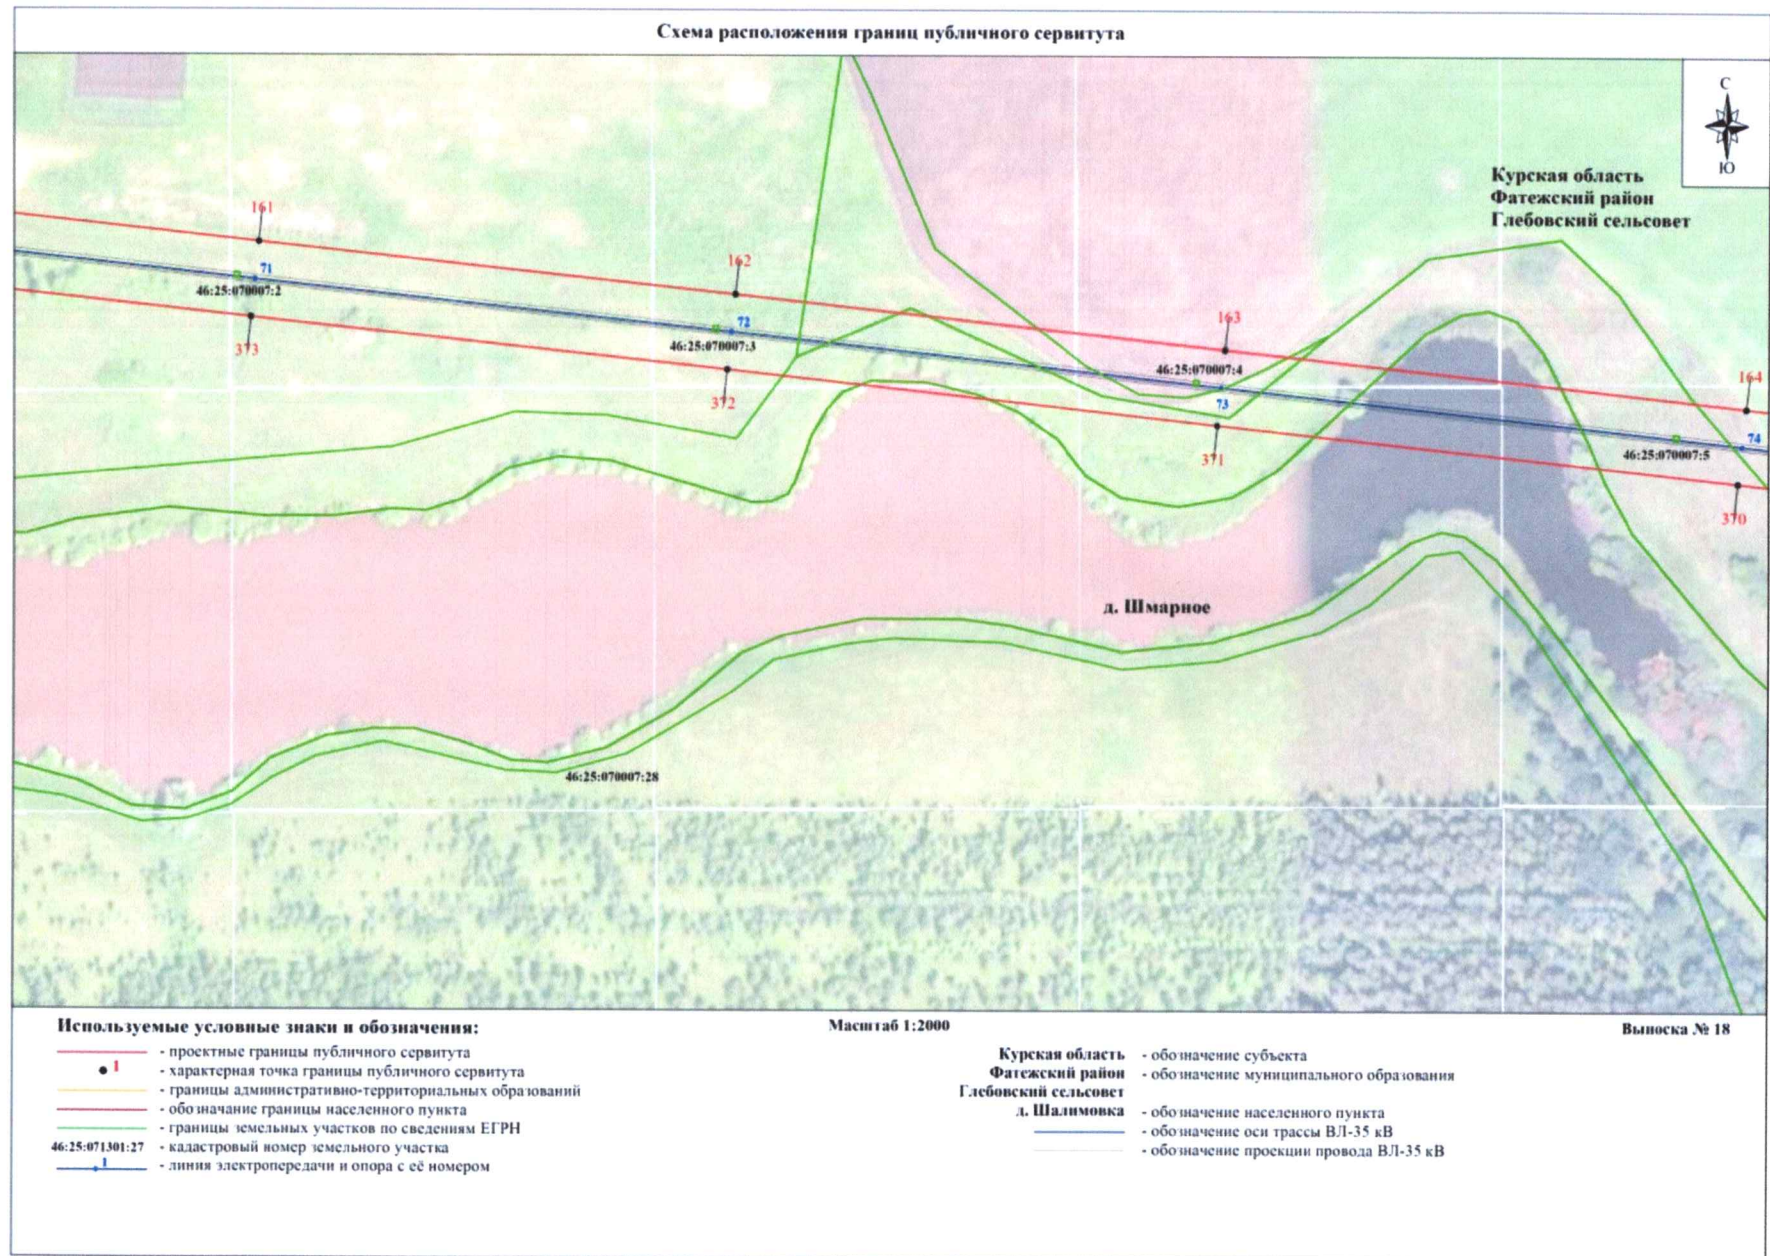 Схема расположения границ публичного сервитута
С
Ю
Курская область
Фатежский район
Глебовский сельсовет
161
71
46:25:070007:2
373
162
72
46:25:070007:3
372
163
46:25:070007:4
73
371
164
74
46:25:070007:5
370
д. Шмарное
46:25:070007:28
Используемые условные знаки и обозначения:
Масштаб 1:2000
Выноска № 18
- проектные границы публичного сервитута
1 - характерная точка границы публичного сервитута
- границы административно-территориальных образований
- обозначание границы населенного пункта
- границы земельных участков по сведениям ЕГРН
46:25:071301:27 - кадастровый номер земельного участка
1 - линия электропередачи и опора с её номером
Курская область - обозначение субъекта
Фатежский район - обозначение муниципального образования
Глебовский сельсовет
д. Шалимовка - обозначение населенного пункта
- обозначение оси трассы ВЛ-35 кВ
- обозначение проекции провода ВЛ-35 кВ